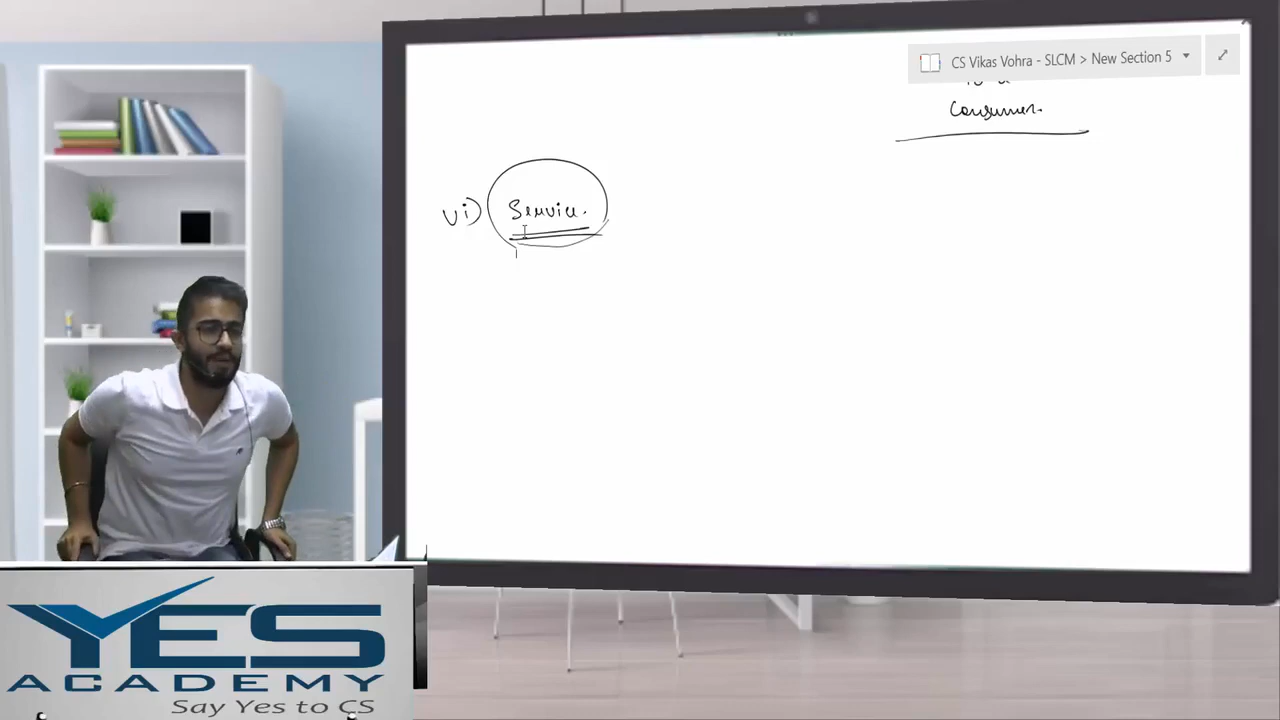 CS Vikas Vohra - SLCM > New Section 5
Consumer.
vi) Service.
YES
ACADEMY
Say Yes to CS